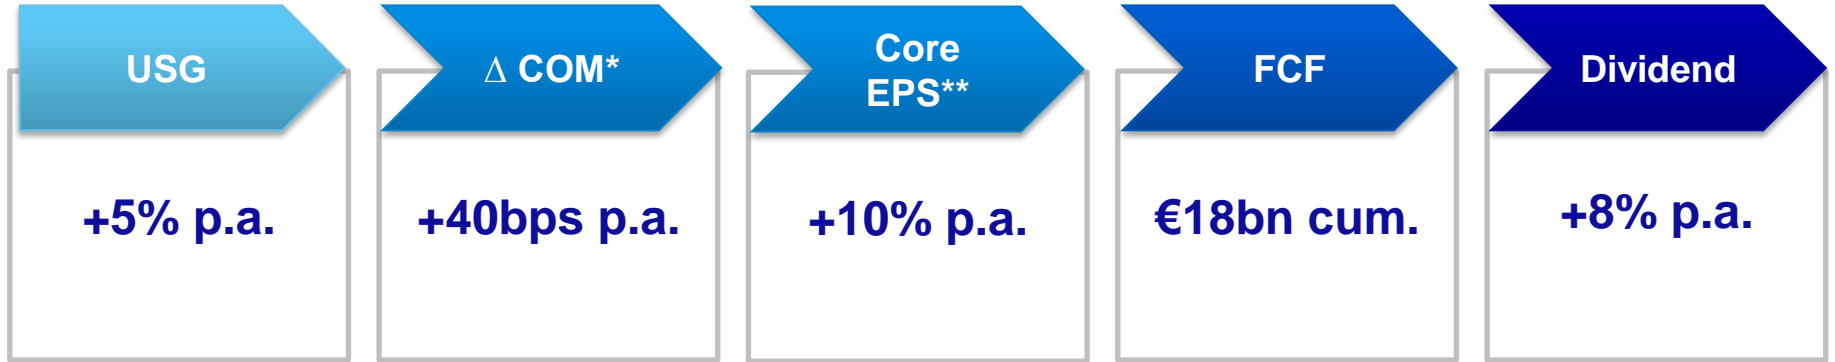 USG
+5% p.a.
Δ COM*
+40bps p.a.
Core
EPS**
+10% p.a.
FCF
€18bn cum.
Dividend
+8% p.a.